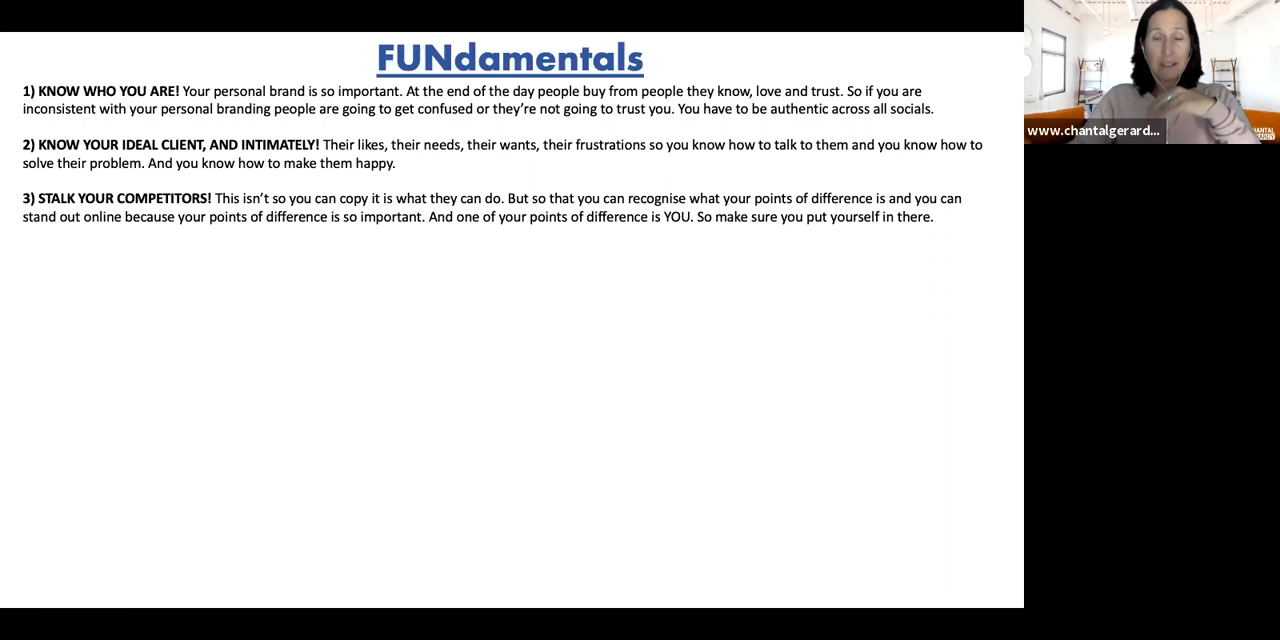 FUNdamentals
1) KNOW WHO YOU ARE! Your personal brand is so important. At the end of the day people buy from people they know, love and trust. So if you are
inconsistent with your personal branding people are going to get confused or they’re not going to trust you. You have to be authentic across all socials.
2) KNOW YOUR IDEAL CLIENT, AND INTIMATELY! Their likes, their needs, their wants, their frustrations so you know how to talk to them and you know how to
solve their problem. And you know how to make them happy.
3) STALK YOUR COMPETITORS! This isn’t so you can copy it is what they can do. But so that you can recognise what your points of difference is and you can
stand out online because your points of difference is so important. And one of your points of difference is YOU. So make sure you put yourself in there.
www.chantalgerard...
CHANTAL